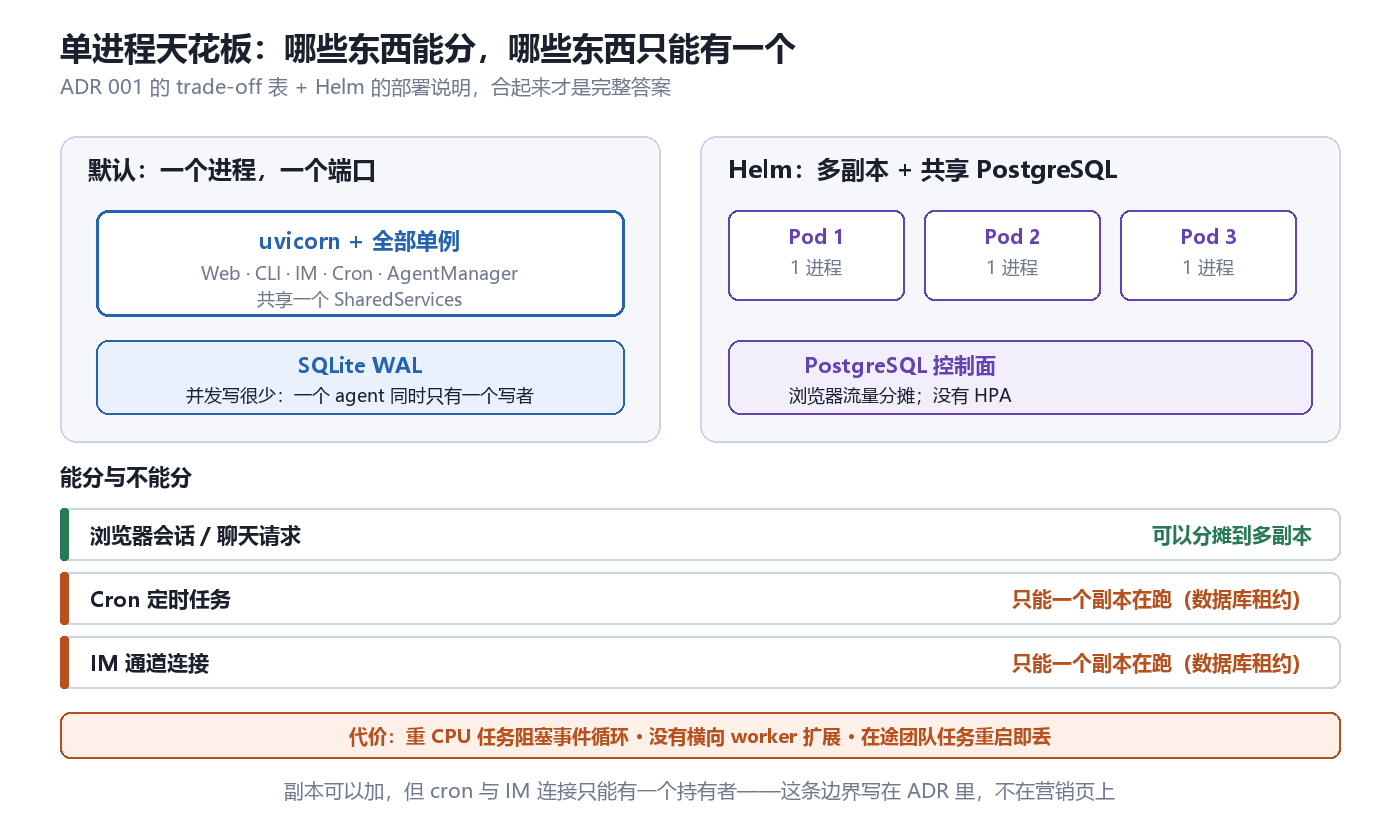 单进程天花板：哪些东西能分，哪些东西只能有一个
ADR 001 的 trade-off 表 + Helm 的部署说明，合起来才是完整答案
默认：一个进程，一个端口
uvicorn + 全部单例
Web · CLI · IM · Cron · AgentManager
共享一个 SharedServices
SQLite WAL
并发写很少：一个 agent 同时只有一个写者
Helm：多副本 + 共享 PostgreSQL
Pod 1
1 进程
Pod 2
1 进程
Pod 3
1 进程
PostgreSQL 控制面
浏览器流量分摊；没有 HPA
能分与不能分
浏览器会话 / 聊天请求
可以分摊到多副本
Cron 定时任务
只能一个副本在跑（数据库租约）
IM 通道连接
只能一个副本在跑（数据库租约）
代价：重 CPU 任务阻塞事件循环 · 没有横向 worker 扩展 · 在途团队任务重启即丢
副本可以加，但 cron 与 IM 连接只能有一个持有者——这条边界写在 ADR 里，不在营销页上